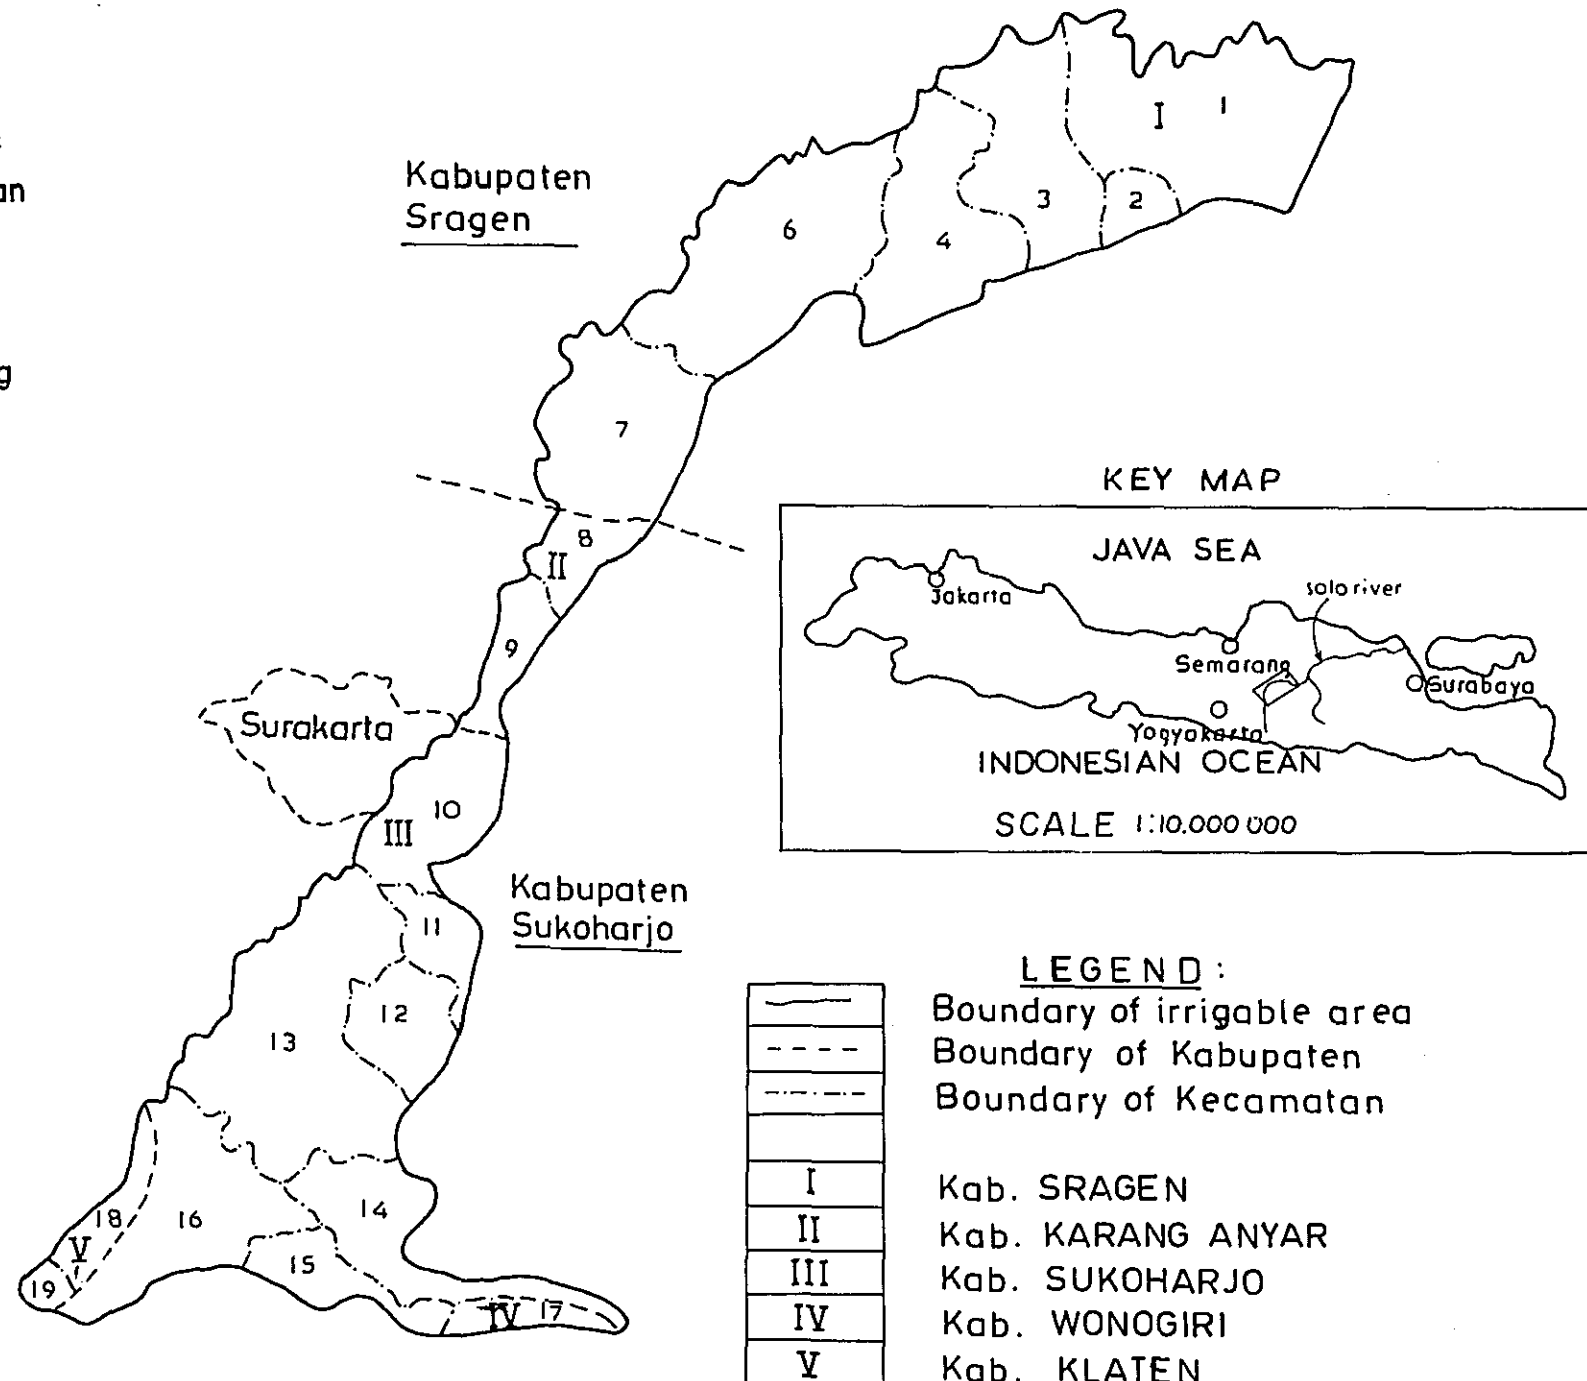 an
g
Kabupaten
Sragen
I
1
2
3
4
6
7
8
II
9
Surakarta
10
III
Kabupaten
Sukoharjo
11
12
13
14
15
16
IV 17
18
V
19
KEY MAP
JAVA SEA
Jakarta
solo river
Semarang
Surabaya
Yogyakarta
INDONESIAN OCEAN
SCALE 1:10.000 000
LEGEND :
Boundary of irrigable area
Boundary of Kabupaten
Boundary of Kecamatan
I Kab. SRAGEN
II Kab. KARANG ANYAR
III Kab. SUKOHARJO
IV Kab. WONOGIRI
V Kab. KLATEN